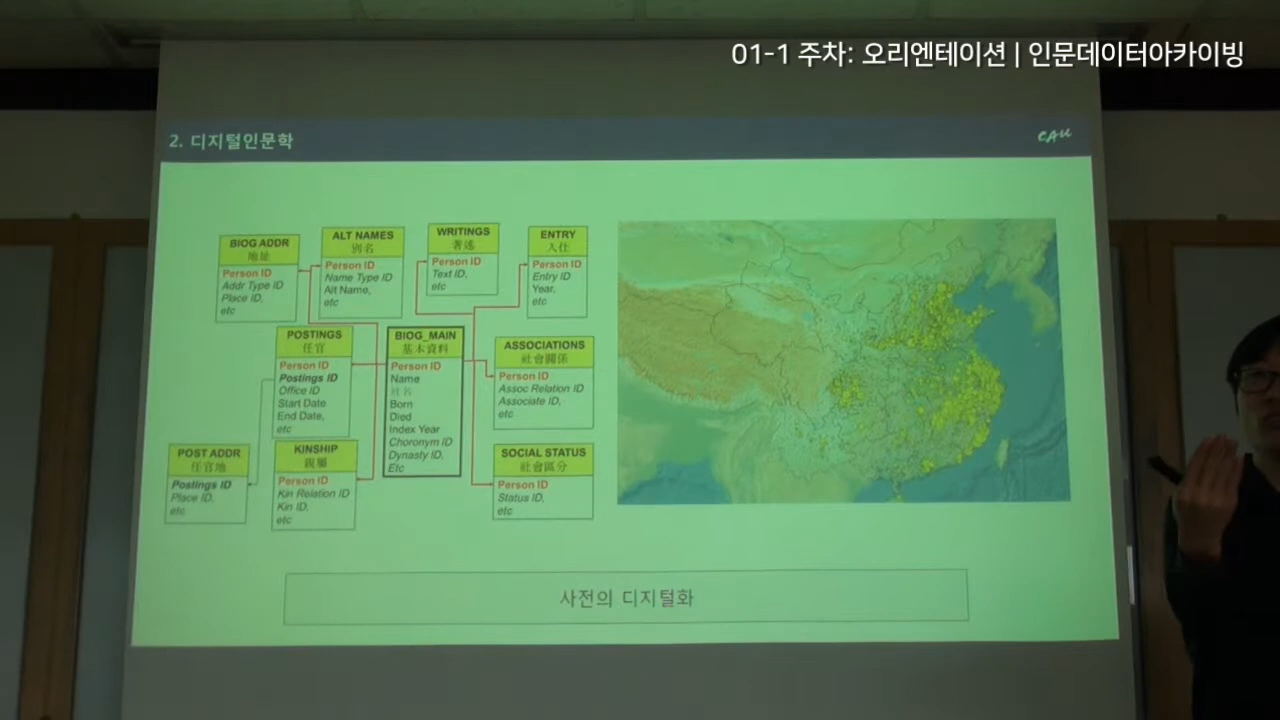 01-1 주차: 오리엔테이션 | 인문데이터아카이빙
2. 디지털인문학
CAU
BIOG ADDR
地址
Person ID
Addr Type ID
Place ID,
etc
ALT NAMES
別名
Person ID
Name Type ID
Alt Name,
etc
WRITINGS
著述
Person ID
Text ID,
etc
ENTRY
入仕
Person ID
Entry ID
Year,
etc
POSTINGS
任官
Person ID
Postings ID
Office ID
Start Date
End Date,
etc
BIOG_MAIN
基本資料
Person ID
Name
姓名
Born
Died
Index Year
Choronym ID
Dynasty ID,
Etc
ASSOCIATIONS
社會關係
Person ID
Assoc Relation ID
Associate ID,
etc
POST ADDR
任官地
Postings ID
Place ID,
etc
KINSHIP
親屬
Person ID
Kin Relation ID
Kin ID,
etc
SOCIAL STATUS
社會區分
Person ID
Status ID,
etc
사전의 디지털화